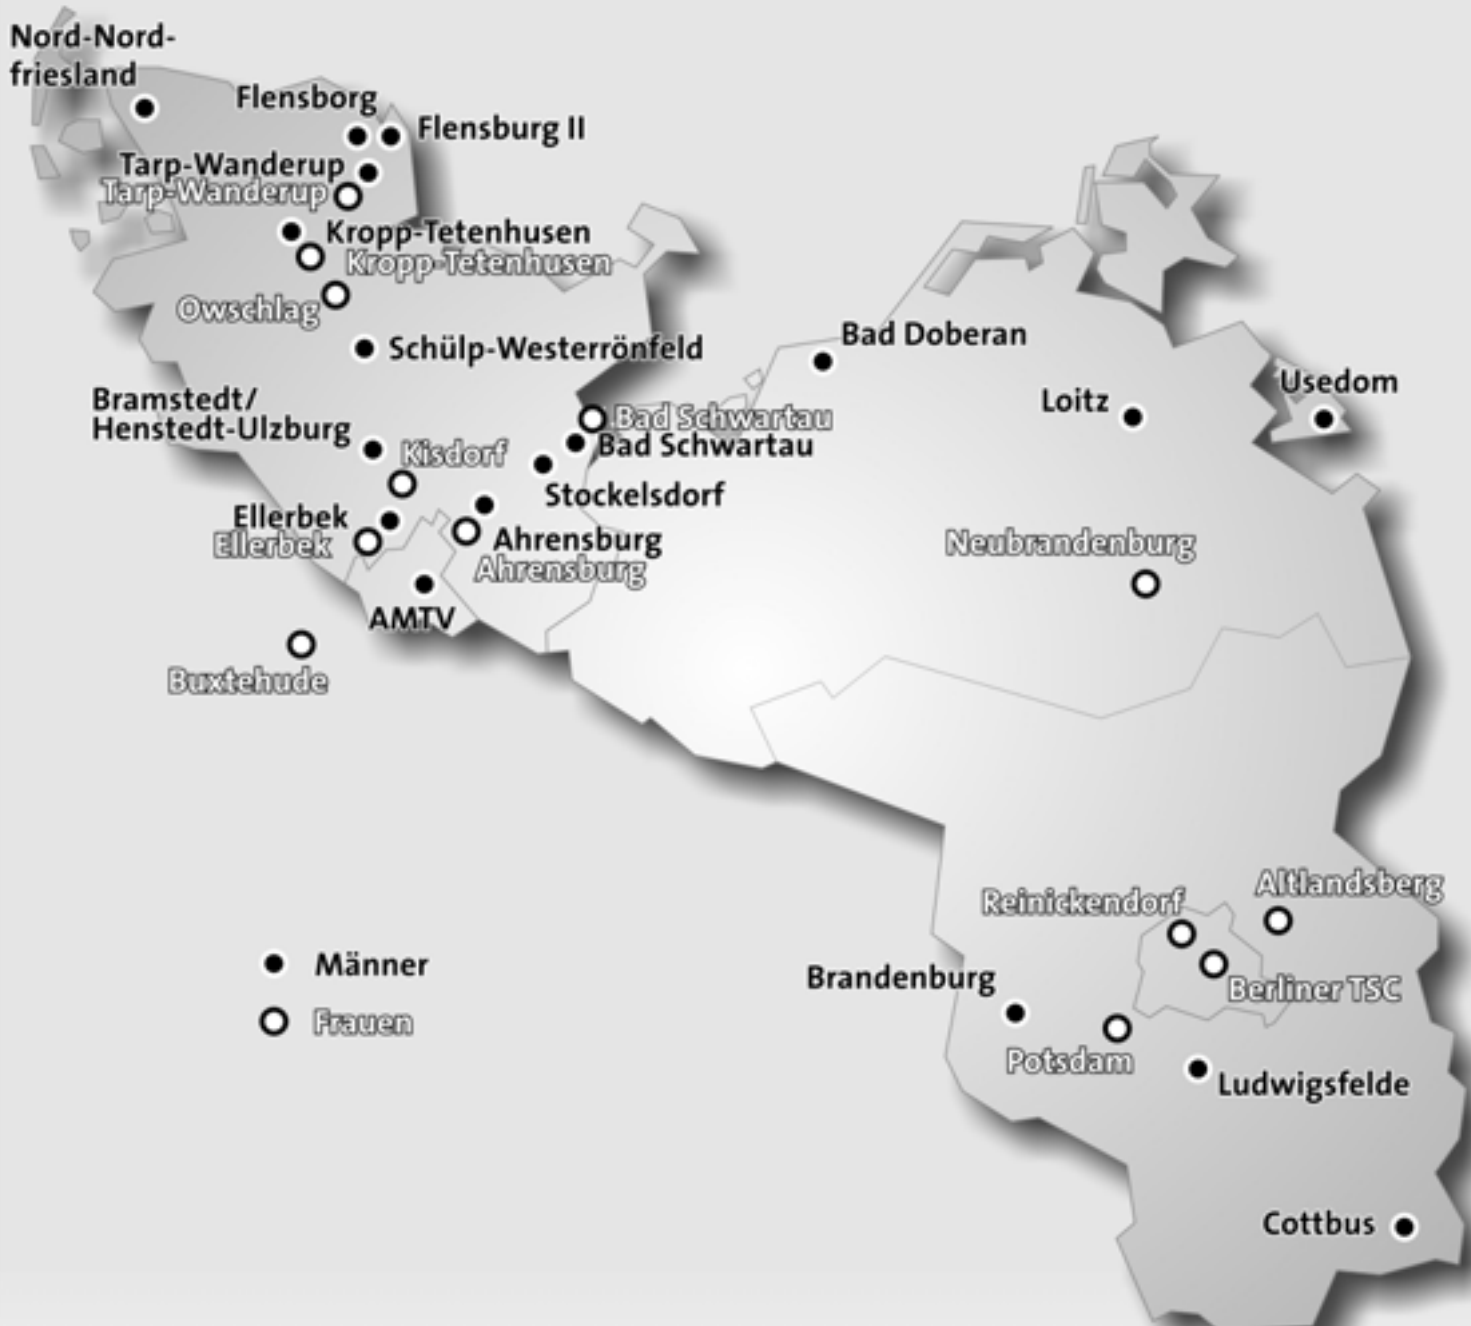 Nord-Nord-
friesland
Flensborg
Flensburg II
Tarp-Wanderup
Tarp-Wanderup
Kropp-Tetenhusen
Kropp-Tetenhusen
Owschlag
Schülp-Westerrönfeld
Bad Doberan
Usedom
Loitz
Bramstedt/
Henstedt-Ulzburg
Bad Schwartau
Bad Schwartau
Kisdorf
Stockelsdorf
Ellerbek
Ellerbek
Ahrensburg
Ahrensburg
Neubrandenburg
AMTV
Buxtehude
Altlandsberg
Reinickendorf
Berliner TSC
Brandenburg
Männer
Frauen
Potsdam
Ludwigsfelde
Cottbus